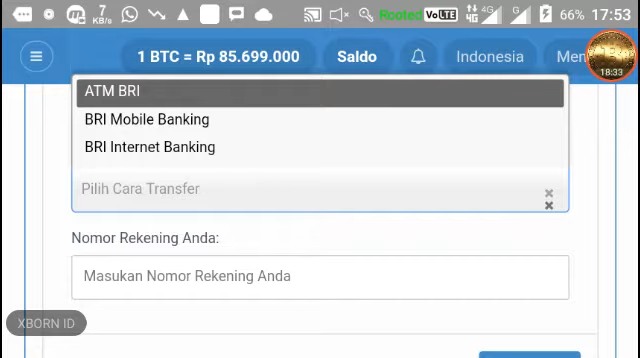 7 KB/s Rooted VoLTE 4G 4G G 66% 17:53
1 BTC = Rp 85.699.000 Saldo Indonesia Men
18:33
ATM BRI
BRI Mobile Banking
BRI Internet Banking
Pilih Cara Transfer
Nomor Rekening Anda:
Masukan Nomor Rekening Anda
XBORN ID